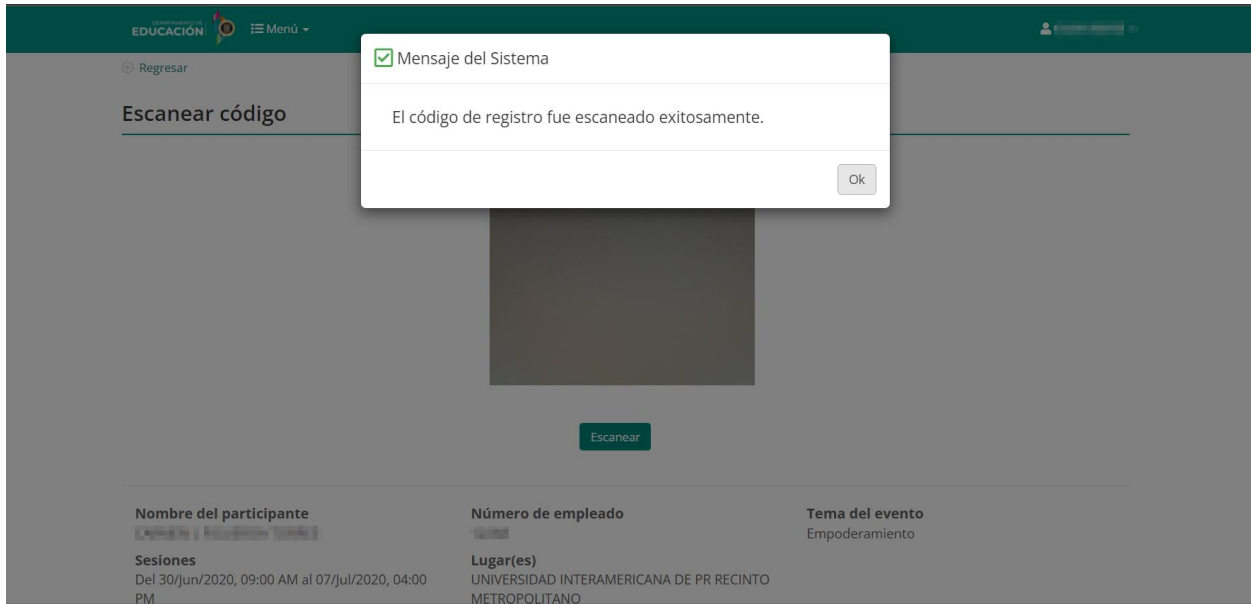 DEPARTAMENTO DE
EDUCACIÓN
Menú
Mensaje del Sistema
Regresar
Escanear código
El código de registro fue escaneado exitosamente.
Ok
Escanear
Nombre del participante
Número de empleado
Tema del evento
Empoderamiento
Sesiones
Lugar(es)
Del 30/Jun/2020, 09:00 AM al 07/Jul/2020, 04:00
PM
UNIVERSIDAD INTERAMERICANA DE PR RECINTO
METROPOLITANO